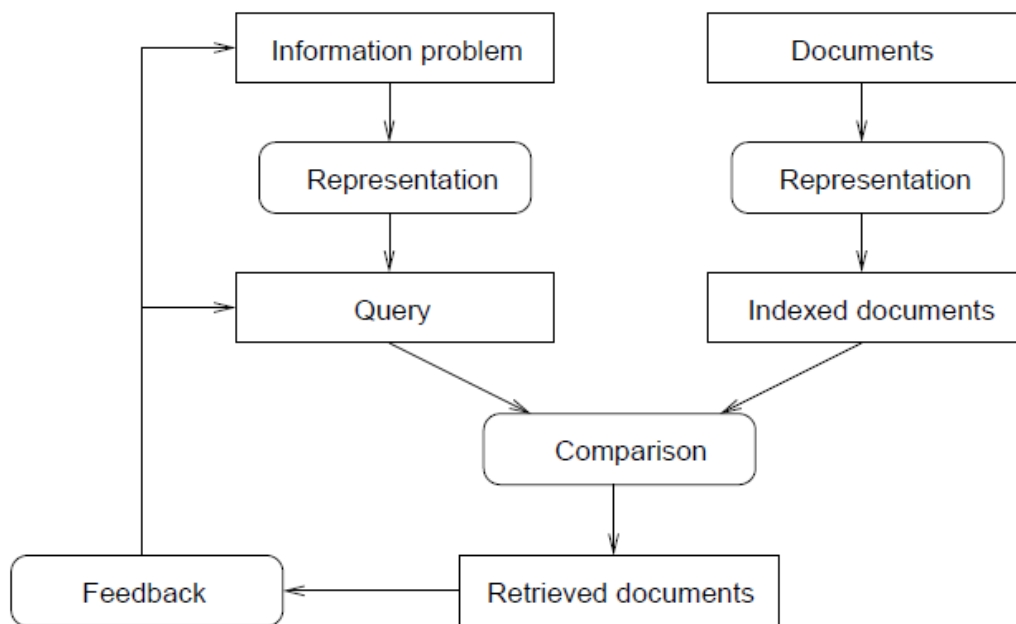 Information problem
Documents
Representation
Representation
Query
Indexed documents
Comparison
Feedback
Retrieved documents